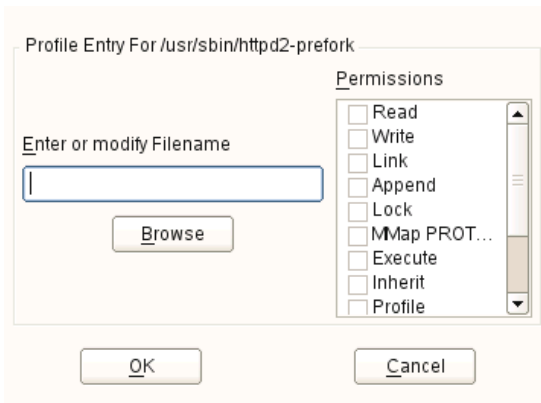 Profile Entry For /usr/sbin/httpd2-prefork
Enter or modify Filename
Browse
Permissions
Read
Write
Link
Append
Lock
MMap PROT...
Execute
Inherit
Profile
OK
Cancel